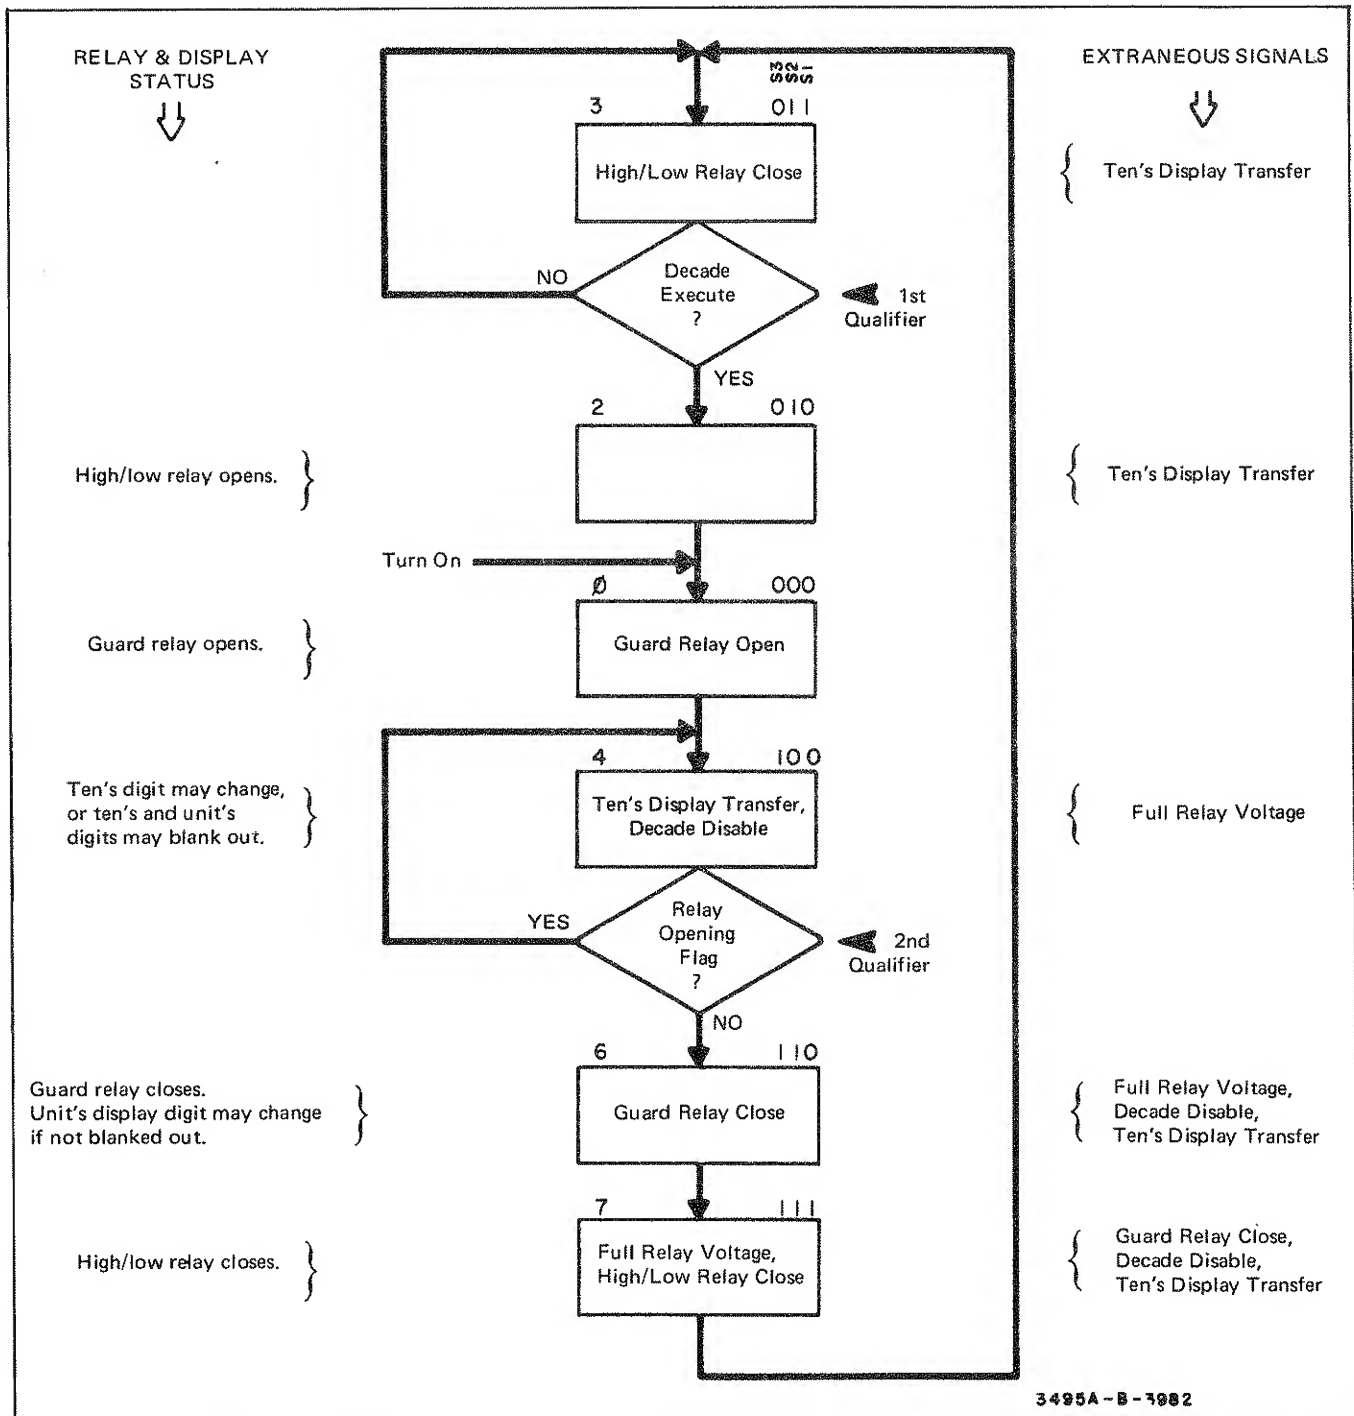 RELAY & DISPLAY
STATUS
EXTRANEOUS SIGNALS
S3
S2
S1
3
011
High/Low Relay Close
Ten's Display Transfer
Decade
Execute
?
NO
1st
Qualifier
YES
2
010
High/low relay opens.
Ten's Display Transfer
Turn On
Ø
000
Guard relay opens.
Guard Relay Open
4
100
Ten's digit may change,
or ten's and unit's
digits may blank out.
Ten's Display Transfer,
Decade Disable
Full Relay Voltage
YES
Relay
Opening
Flag
?
2nd
Qualifier
NO
6
110
Guard relay closes.
Unit's display digit may change
if not blanked out.
Guard Relay Close
Full Relay Voltage,
Decade Disable,
Ten's Display Transfer
7
111
High/low relay closes.
Full Relay Voltage,
High/Low Relay Close
Guard Relay Close,
Decade Disable,
Ten's Display Transfer
3495A-B-3982